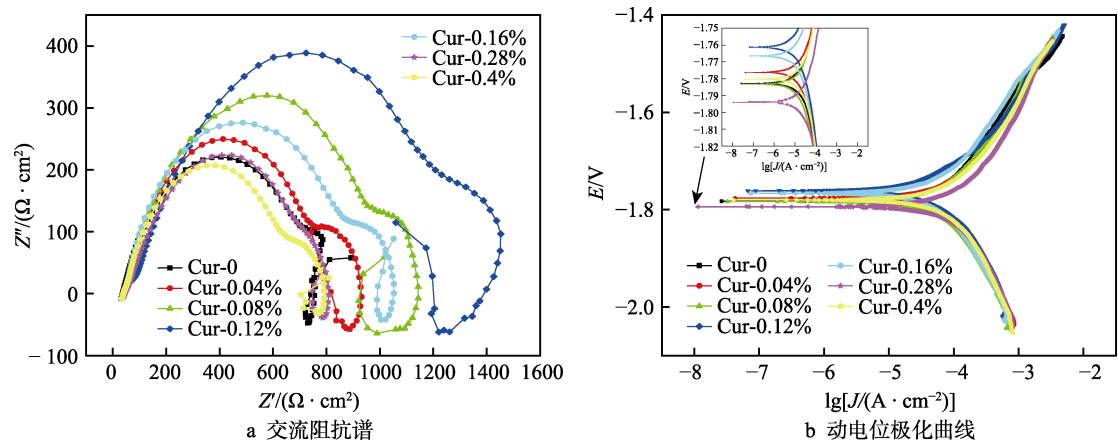 400
300
200
100
0
−100
Z″/(Ω · cm²)
Cur-0.16%
Cur-0.28%
Cur-0.4%
Cur-0
Cur-0.04%
Cur-0.08%
Cur-0.12%
0 200 400 600 800 1000 1200 1400 1600
Z′/(Ω · cm²)
a 交流阻抗谱
−1.4
−1.6
−1.8
−2.0
E/V
−1.75
−1.76
−1.78
−1.79
−1.81
−1.82
E/V
−8 −7 −6 −5 −4 −3 −2
lg[J/(A · cm⁻²)]
Cur-0
Cur-0.04%
Cur-0.08%
Cur-0.12%
Cur-0.16%
Cur-0.28%
Cur-0.4%
−8 −7 −6 −5 −4 −3 −2
lg[J/(A · cm⁻²)]
b 动电位极化曲线